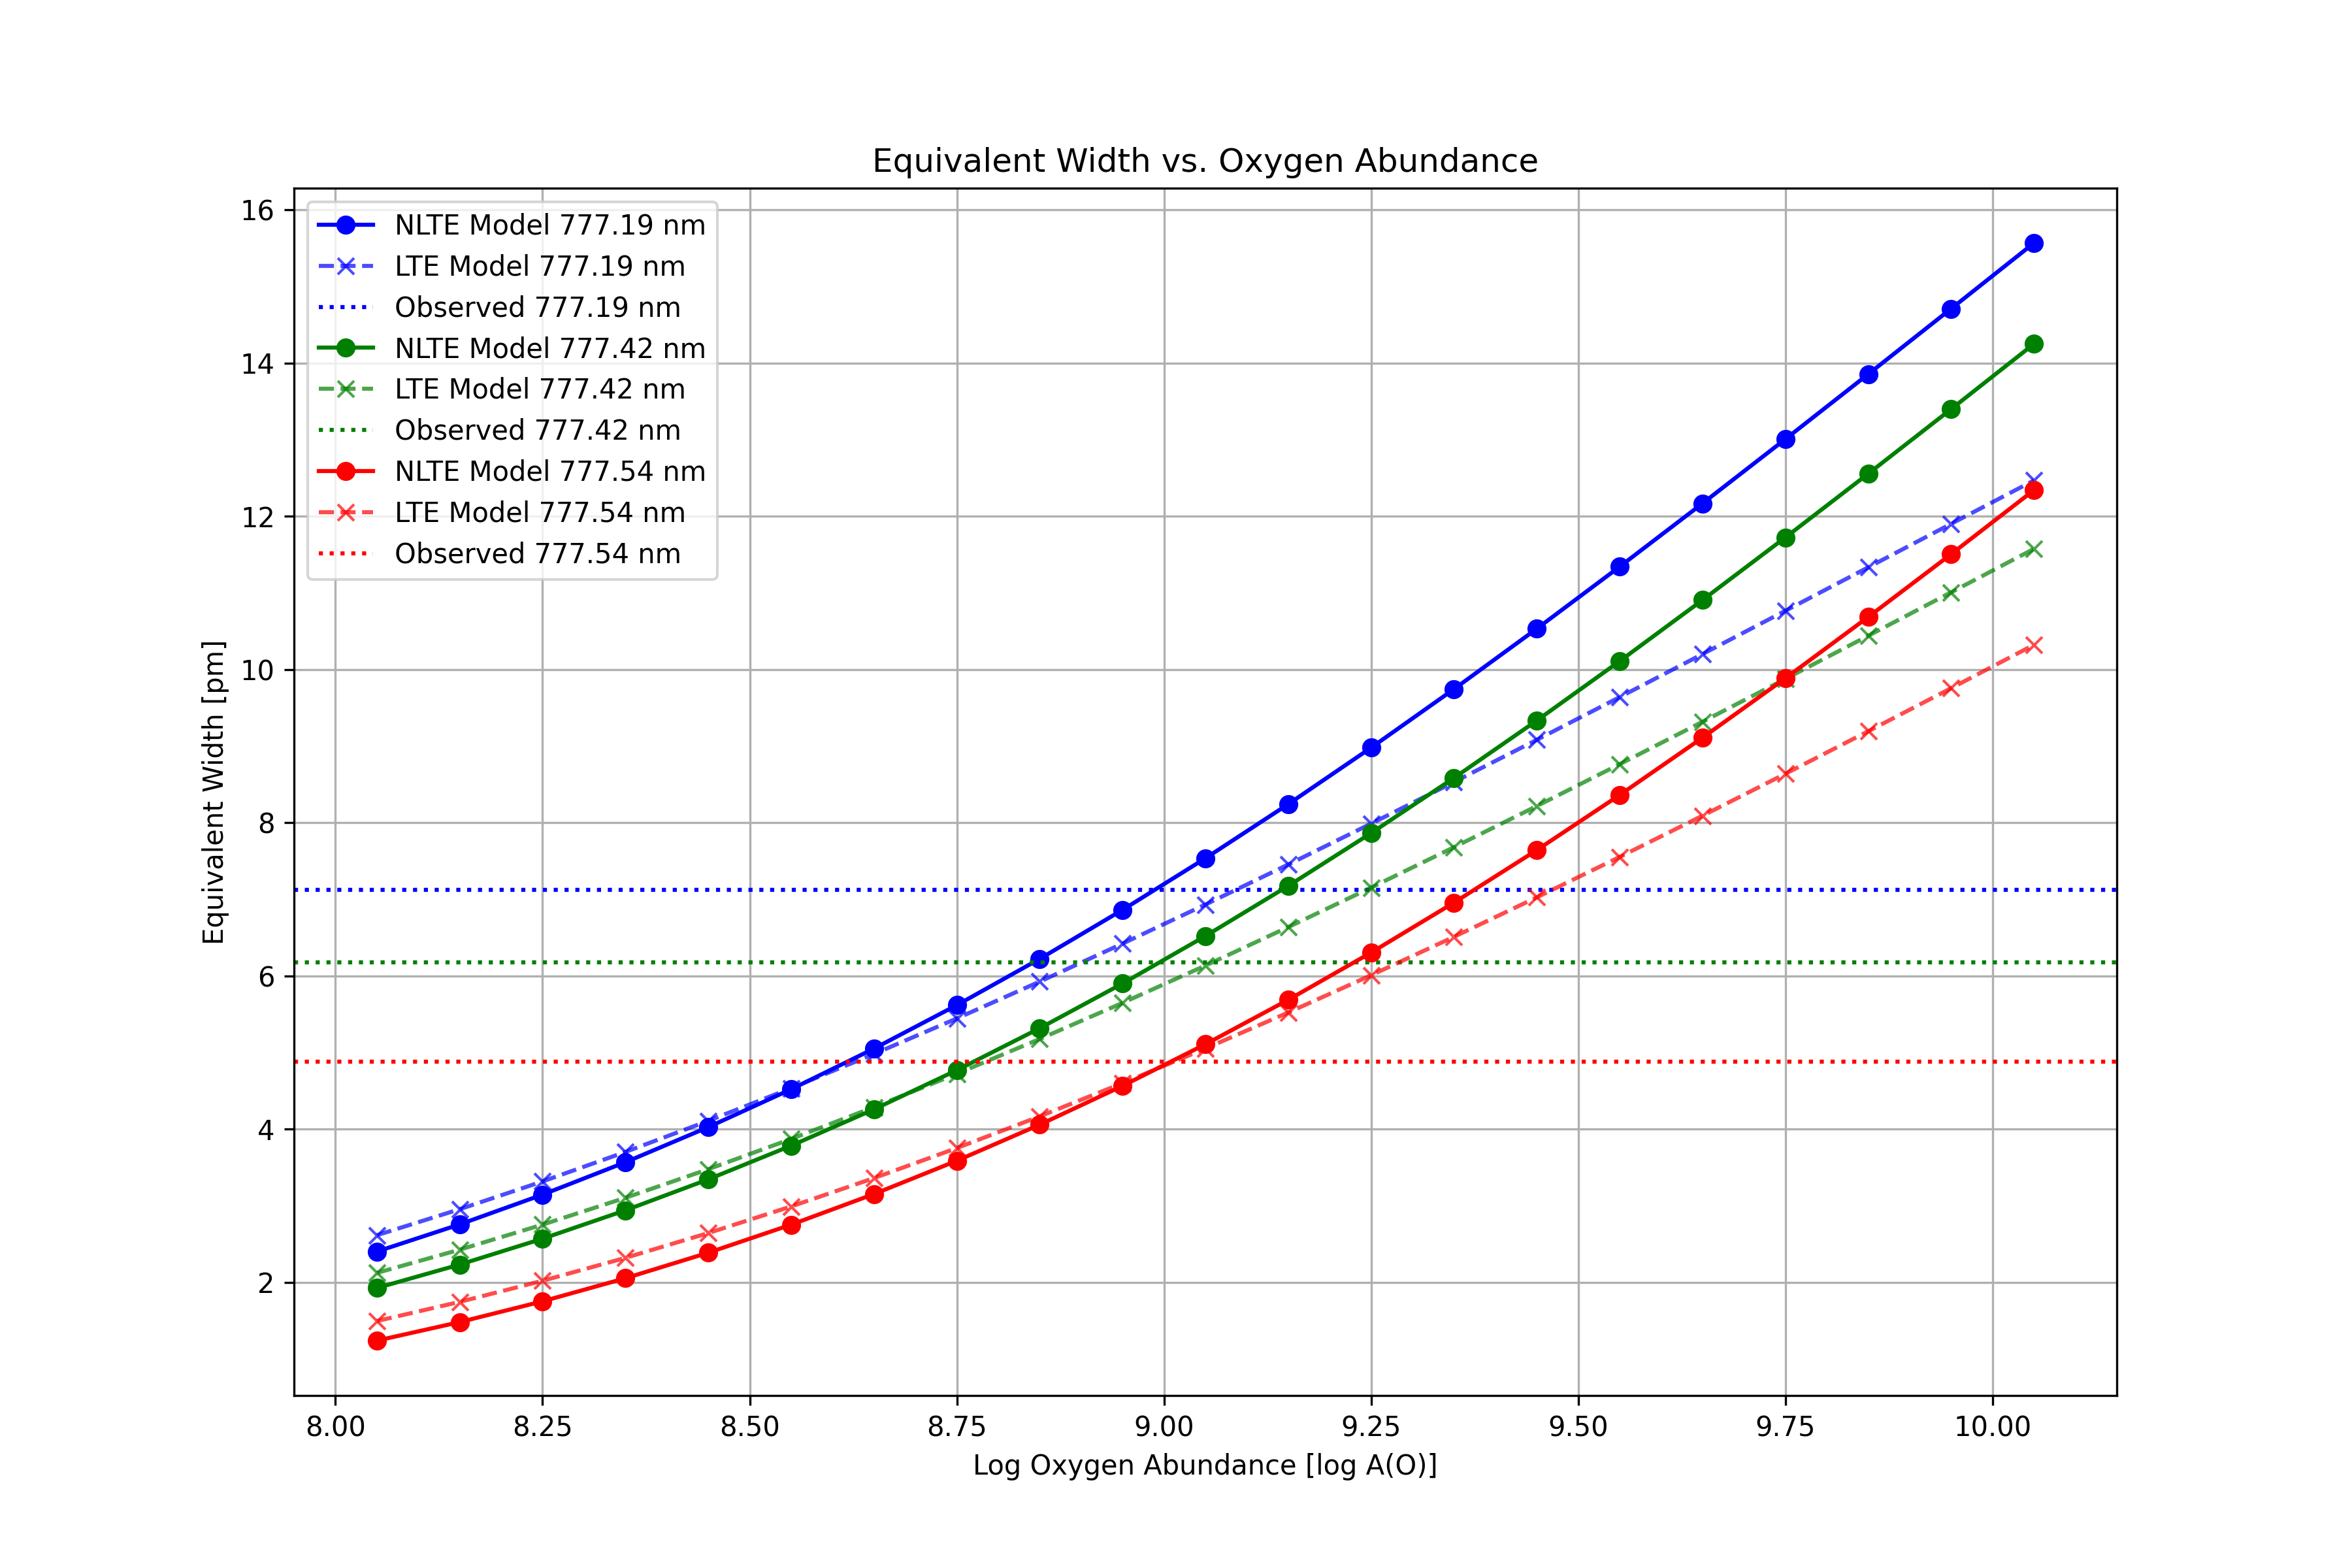 Equivalent Width vs. Oxygen Abundance
16
14
12
10
8
6
4
2
Equivalent Width [pm]
NLTE Model 777.19 nm
LTE Model 777.19 nm
Observed 777.19 nm
NLTE Model 777.42 nm
LTE Model 777.42 nm
Observed 777.42 nm
NLTE Model 777.54 nm
LTE Model 777.54 nm
Observed 777.54 nm
8.00 8.25 8.50 8.75 9.00 9.25 9.50 9.75 10.00
Log Oxygen Abundance [log A(O)]